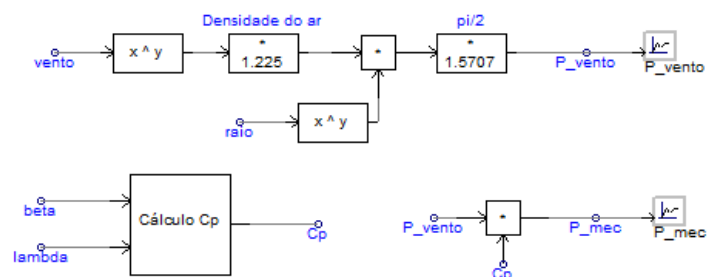 Densidade do ar
pi/2
vento
x ^ y
*
1.225
*
*
1.5707
P_vento
P_vento
raio
x ^ y
beta
lambda
Cálculo Cp
Cp
P_vento
*
P_mec
P_mec
Cp